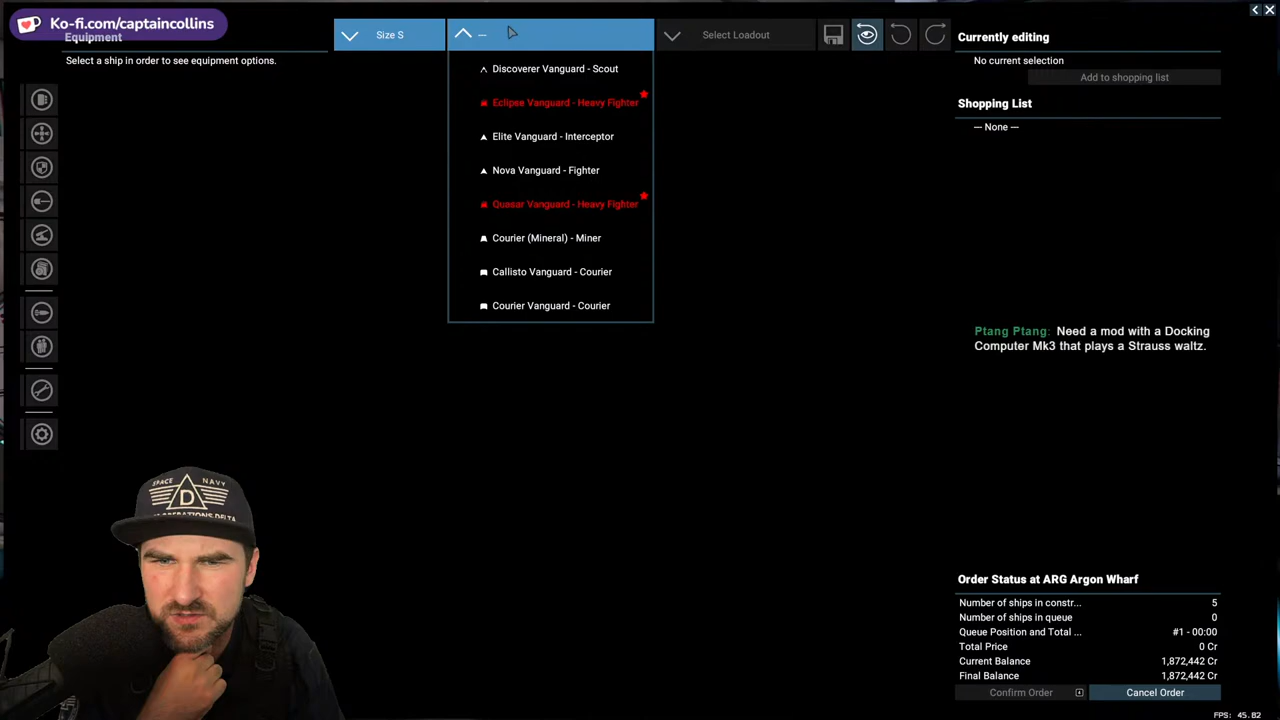 Ko-fi.com/captaincollins
Equipment
Select a ship in order to see equipment options.
Size S
---
Select Loadout
Discoverer Vanguard - Scout
Eclipse Vanguard - Heavy Fighter
Elite Vanguard - Interceptor
Nova Vanguard - Fighter
Quasar Vanguard - Heavy Fighter
Courier (Mineral) - Miner
Callisto Vanguard - Courier
Courier Vanguard - Courier
Currently editing
No current selection
Add to shopping list
Shopping List
— None —
Ptang Ptang: Need a mod with a Docking
Computer Mk3 that plays a Strauss waltz.
SPACE NAVY
D
OPERATIONS DELTA
Order Status at ARG Argon Wharf
Number of ships in constr... 5
Number of ships in queue 0
Queue Position and Total ... #1 - 00:00
Total Price 0 Cr
Current Balance 1,872,442 Cr
Final Balance 1,872,442 Cr
Confirm Order
Cancel Order
FPS: 45.82